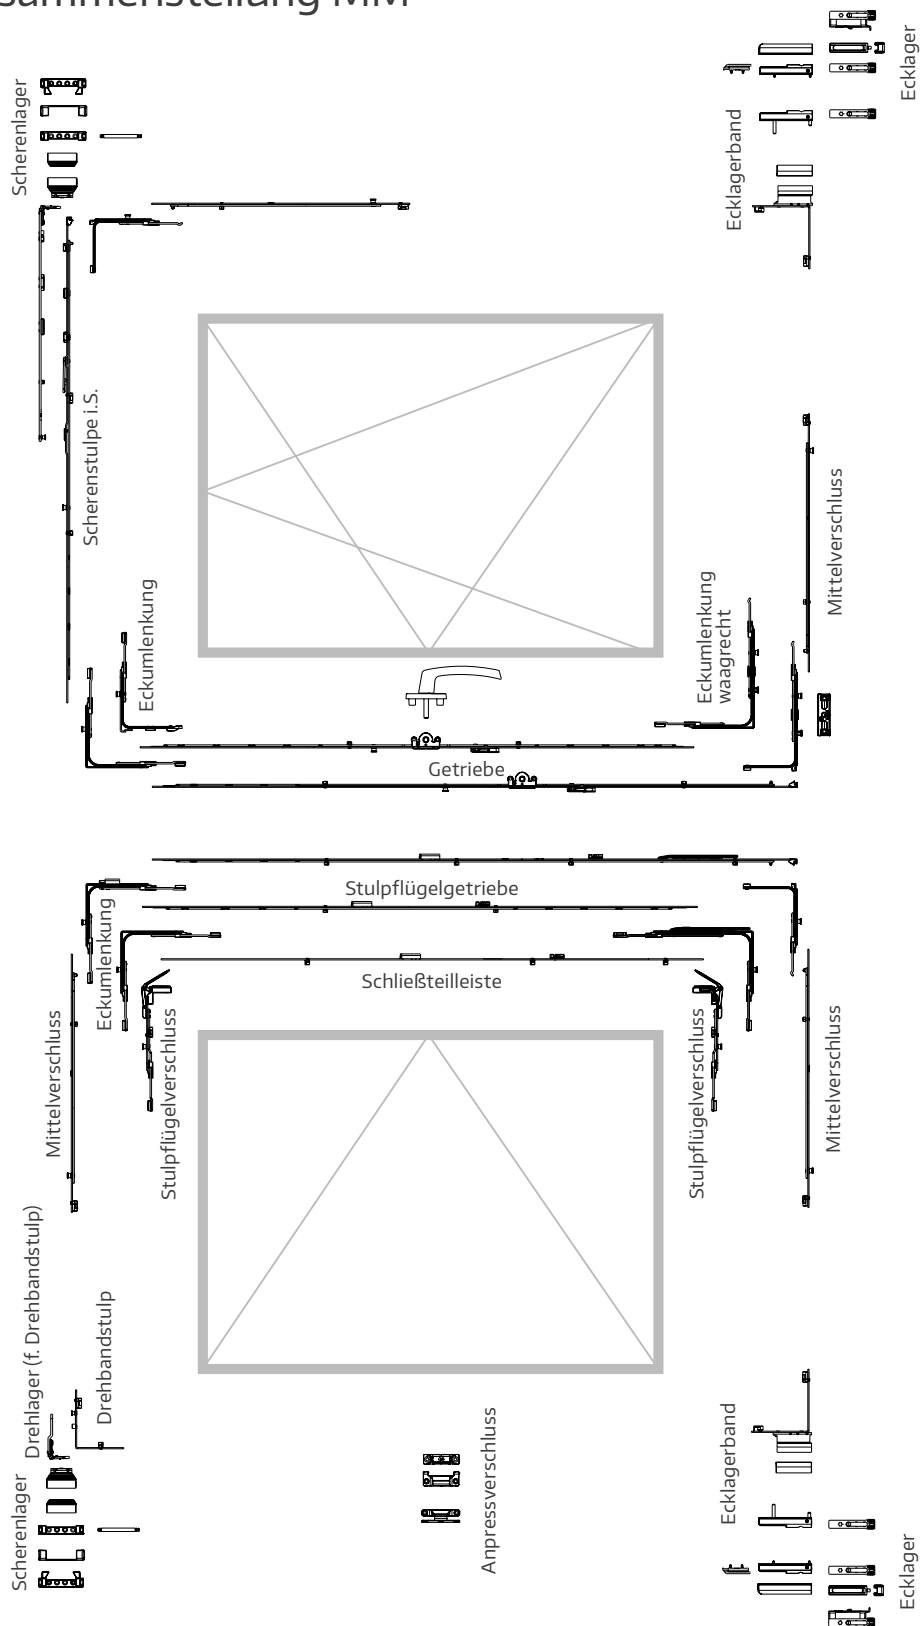 sammenstellung MM
Scherenlager
Ecklager
Ecklagerband
Scherenstulpe i.S.
Mittelverschluss
Eckumlenkung
Eckumlenkung
waagrecht
Getriebe
Stulpflügelgetriebe
Eckumlenkung
Schließteilleiste
Mittelverschluss
Stulpflügelverschluss
Stulpflügelverschluss
Mittelverschluss
Drehlager (f. Drehbandstulp)
Drehbandstulp
Scherenlager
Anpressverschluss
Ecklagerband
Ecklager